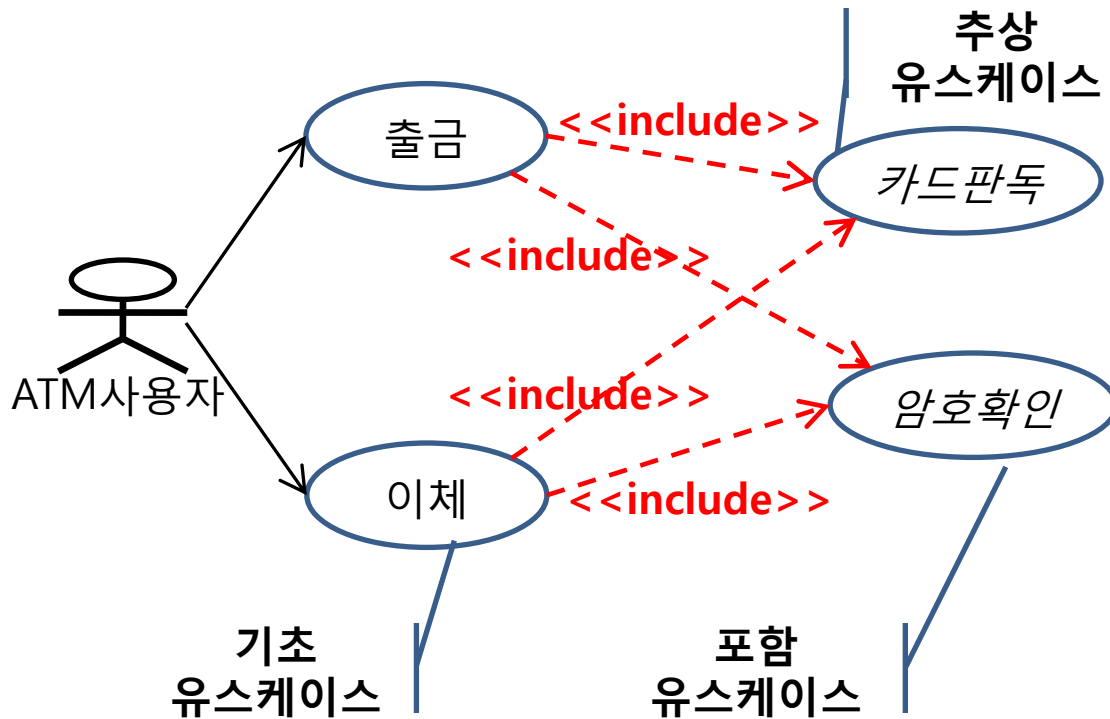 추상
유스케이스
출금
<<include>>
카드판독
<<include>>
ATM사용자
<<include>>
암호확인
이체
<<include>>
기초
유스케이스
포함
유스케이스